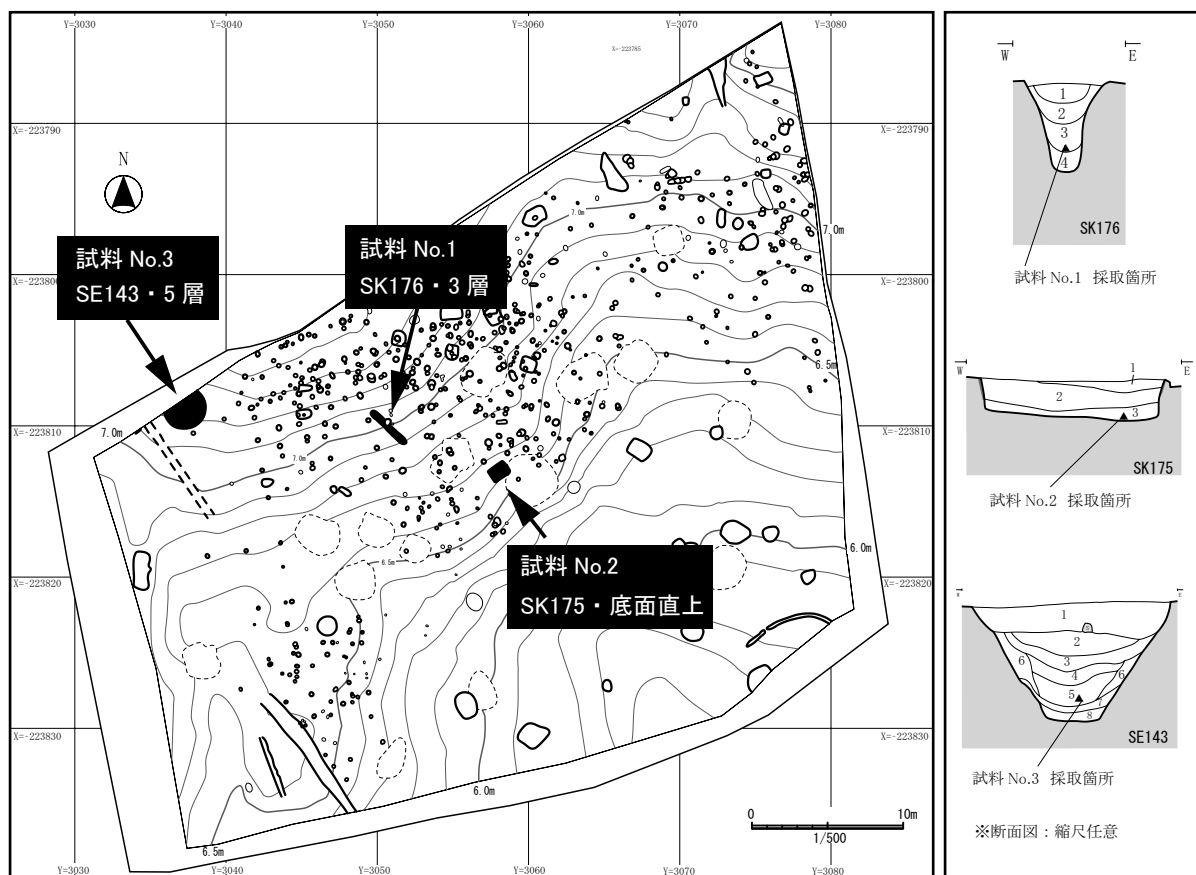 Y=3030
Y=3040
Y=3050
Y=3060
Y=3070
Y=3080
X=-223785
X=-223790
X=-223790
N
7.0m
7.0m
試料 No.3
SE143・5 層
試料 No.1
SK176・3 層
X=-223800
X=-223800
6.5m
7.0m
X=-223810
X=-223810
7.0m
試料 No.2
SK175・底面直上
6.5m
6.0m
X=-223820
X=-223820
X=-223830
X=-223830
6.0m
6.5m
0
10m
1/500
Y=3030
Y=3040
Y=3050
Y=3060
Y=3070
Y=3080
W
E
1
2
3
4
SK176
試料 No.1 採取箇所
W
E
1
2
3
SK175
試料 No.2 採取箇所
W
E
1
S
2
3
4
5
6
6
7
8
SE143
試料 No.3 採取箇所
※断面図：縮尺任意